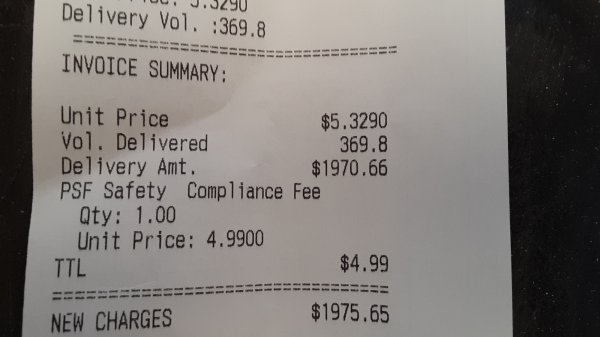 Delivery Vol. :369.8
INVOICE SUMMARY:
Unit Price $5.3290
Vol. Delivered 369.8
Delivery Amt. $1970.66
PSF Safety Compliance Fee
Qty: 1.00
Unit Price: 4.9900
TTL $4.99
NEW CHARGES $1975.65